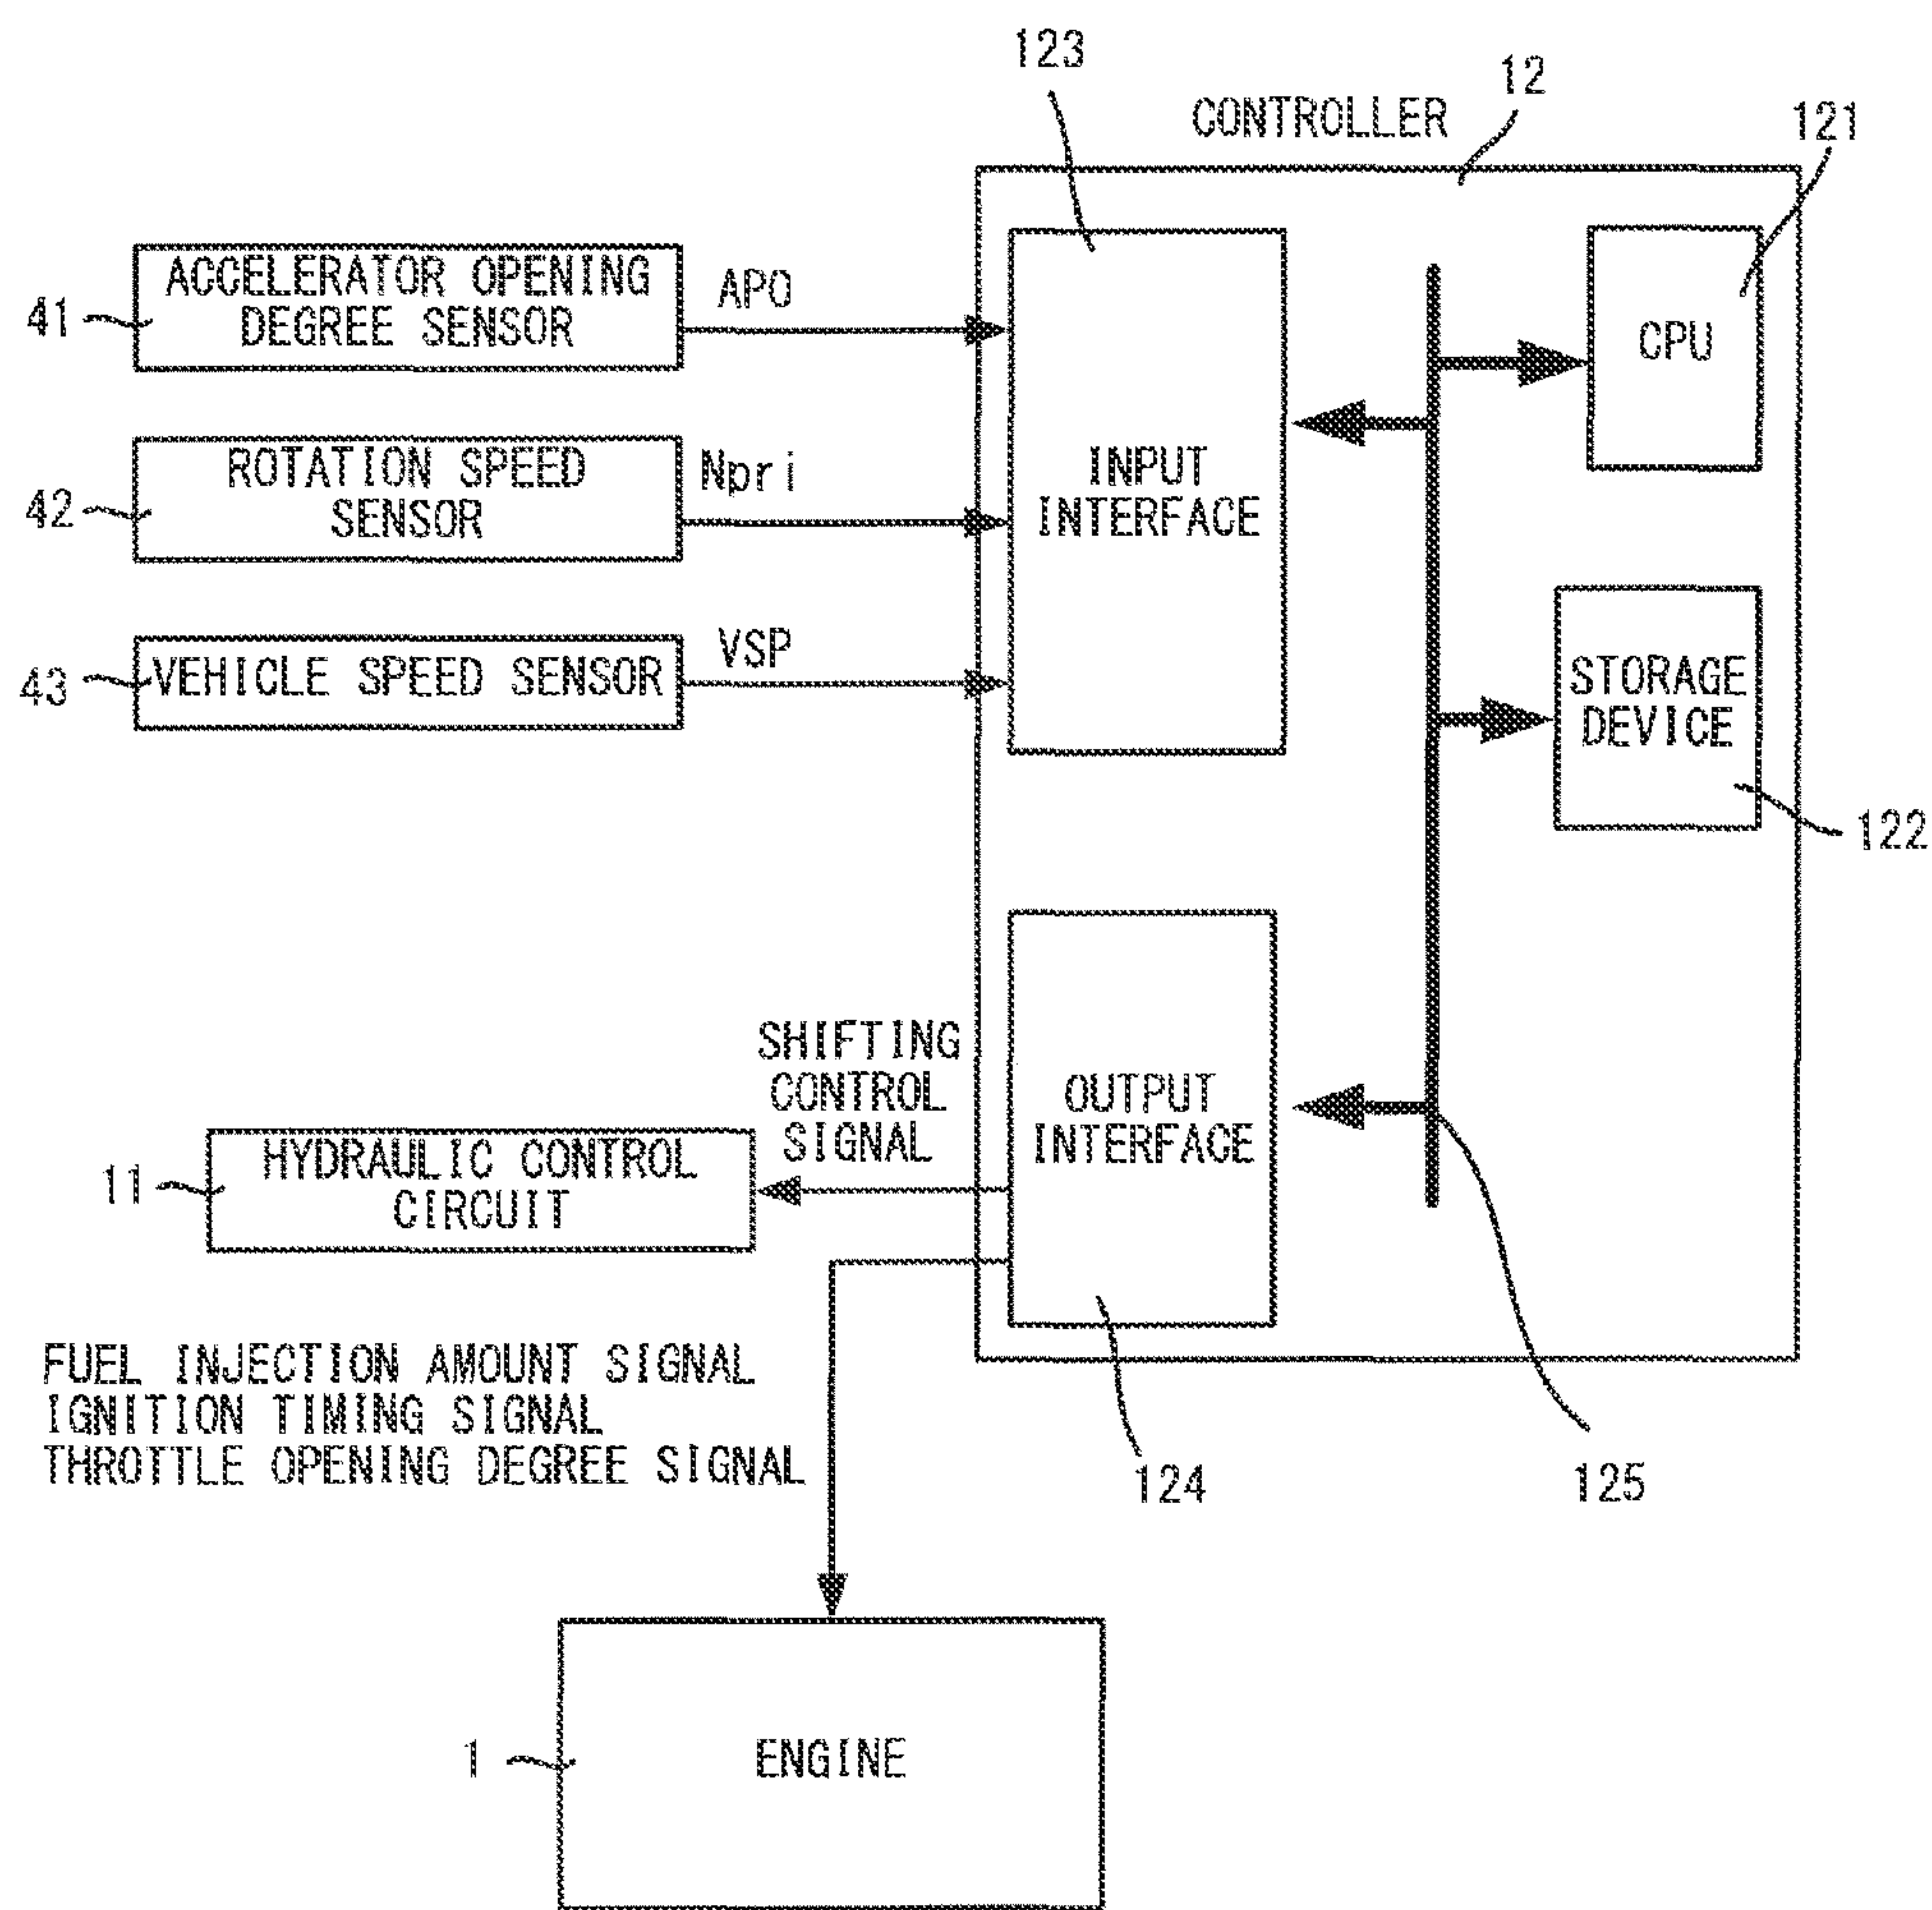 123
12
CONTROLLER
121
ACCELERATOR OPENING
DEGREE SENSOR
41
APO
CPU
ROTATION SPEED
SENSOR
42
Npri
INPUT
INTERFACE
VEHICLE SPEED SENSOR
43
VSP
STORAGE
DEVICE
122
SHIFTING
CONTROL
SIGNAL
OUTPUT
INTERFACE
HYDRAULIC CONTROL
CIRCUIT
11
FUEL INJECTION AMOUNT SIGNAL
IGNITION TIMING SIGNAL
THROTTLE OPENING DEGREE SIGNAL
124
125
1
ENGINE